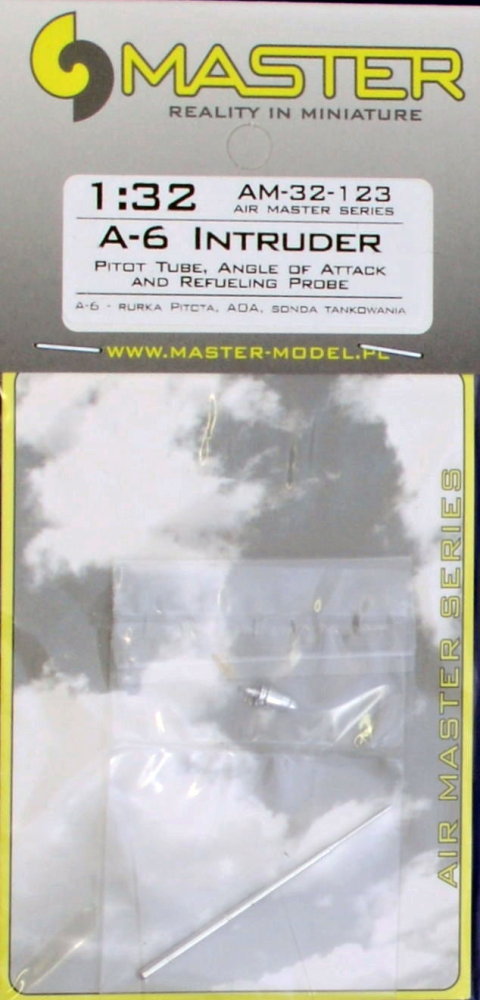 MASTER
REALITY IN MINIATURE
1:32
AM-32-123
AIR MASTER SERIES
A-6 INTRUDER
PITOT TUBE, ANGLE OF ATTACK
AND REFUELING PROBE
A-6 - RURKA PITOTA, AOA, SONDA TANKOWANIA
WWW.MASTER-MODEL.PL
AIR MASTER SERIES